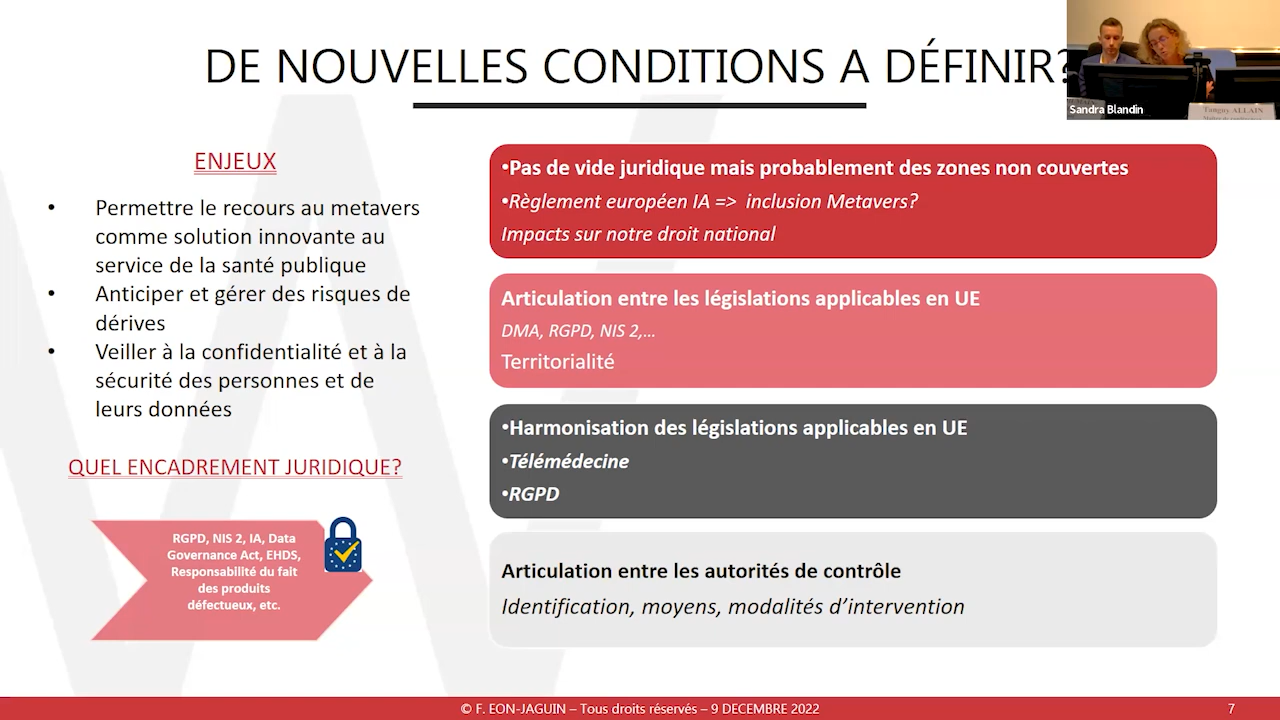 DE NOUVELLES CONDITIONS A DÉFINIR?
Sandra Blandin
Tanguy ALLAIN
ENJEUX
• Permettre le recours au metavers
comme solution innovante au
service de la santé publique
• Anticiper et gérer des risques de
dérives
• Veiller à la confidentialité et à la
sécurité des personnes et de
leurs données
QUEL ENCADREMENT JURIDIQUE?
RGPD, NIS 2, IA, Data
Governance Act, EHDS,
Responsabilité du fait
des produits
défectueux, etc.
•Pas de vide juridique mais probablement des zones non couvertes
•Règlement européen IA => inclusion Metavers?
Impacts sur notre droit national
Articulation entre les législations applicables en UE
DMA, RGPD, NIS 2,...
Territorialité
•Harmonisation des législations applicables en UE
•Télémédecine
•RGPD
Articulation entre les autorités de contrôle
Identification, moyens, modalités d’intervention
© F. EON-JAGUIN – Tous droits réservés – 9 DECEMBRE 2022
7